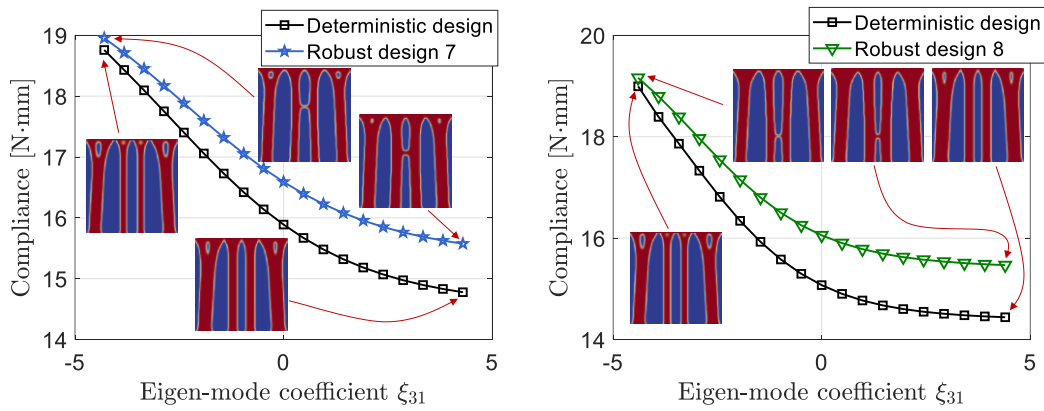 Deterministic design
Robust design 7
Compliance [N·mm]
19
18
17
16
15
14
-5
0
5
Eigen-mode coefficient ξ31
Deterministic design
Robust design 8
Compliance [N·mm]
20
18
16
14
-5
0
5
Eigen-mode coefficient ξ31